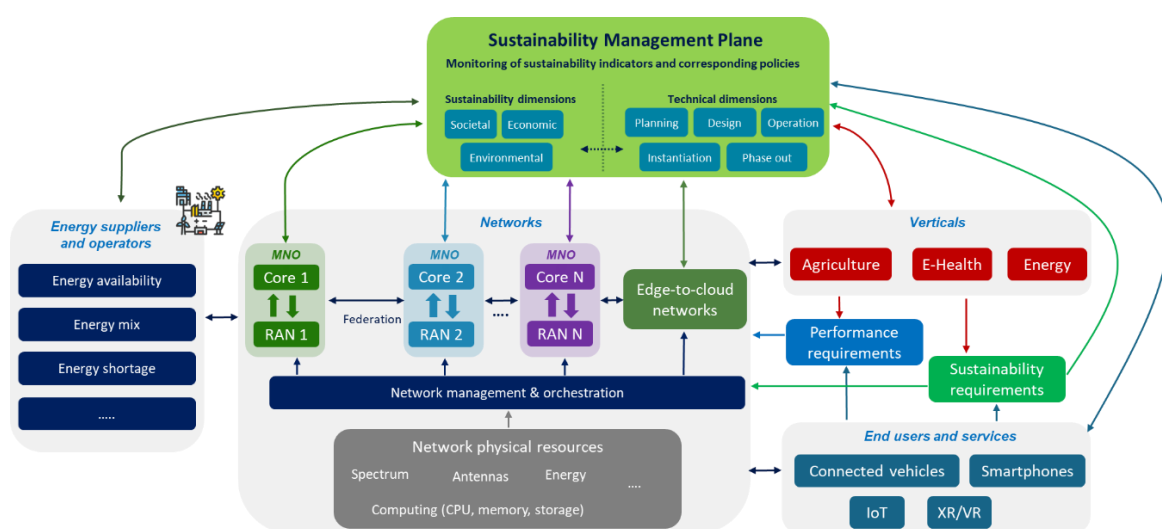 Sustainability Management Plane
Monitoring of sustainability indicators and corresponding policies
Sustainability dimensions
Technical dimensions
Societal
Economic
Environmental
Planning
Design
Operation
Instantiation
Phase out
Energy suppliers
and operators
Energy availability
Energy mix
Energy shortage
.....
Networks
MNO
Core 1
RAN 1
Federation
MNO
Core 2
RAN 2
....
MNO
Core N
RAN N
Edge-to-cloud
networks
Network management & orchestration
Network physical resources
Spectrum
Antennas
Energy
....
Computing (CPU, memory, storage)
Verticals
Agriculture
E-Health
Energy
Performance
requirements
Sustainability
requirements
End users and services
Connected vehicles
Smartphones
IoT
XR/VR